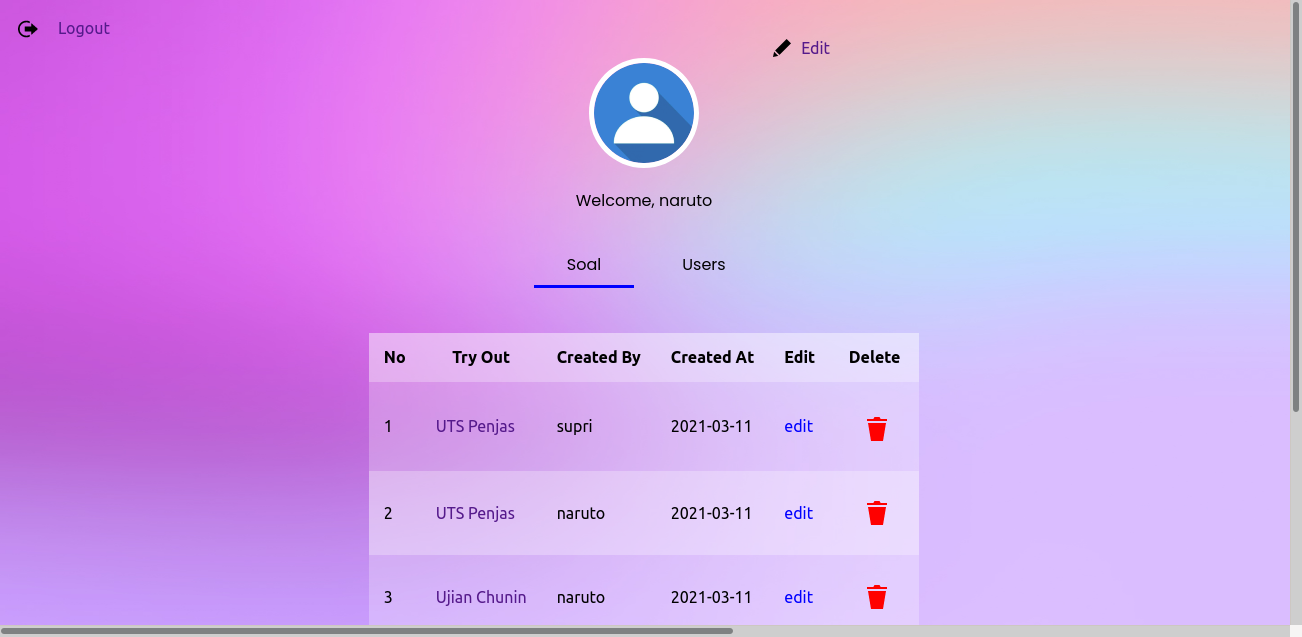 Logout
Edit
Welcome, naruto
Soal Users
No Try Out Created By Created At Edit Delete
1 UTS Penjas supri 2021-03-11 edit
2 UTS Penjas naruto 2021-03-11 edit
3 Ujian Chunin naruto 2021-03-11 edit